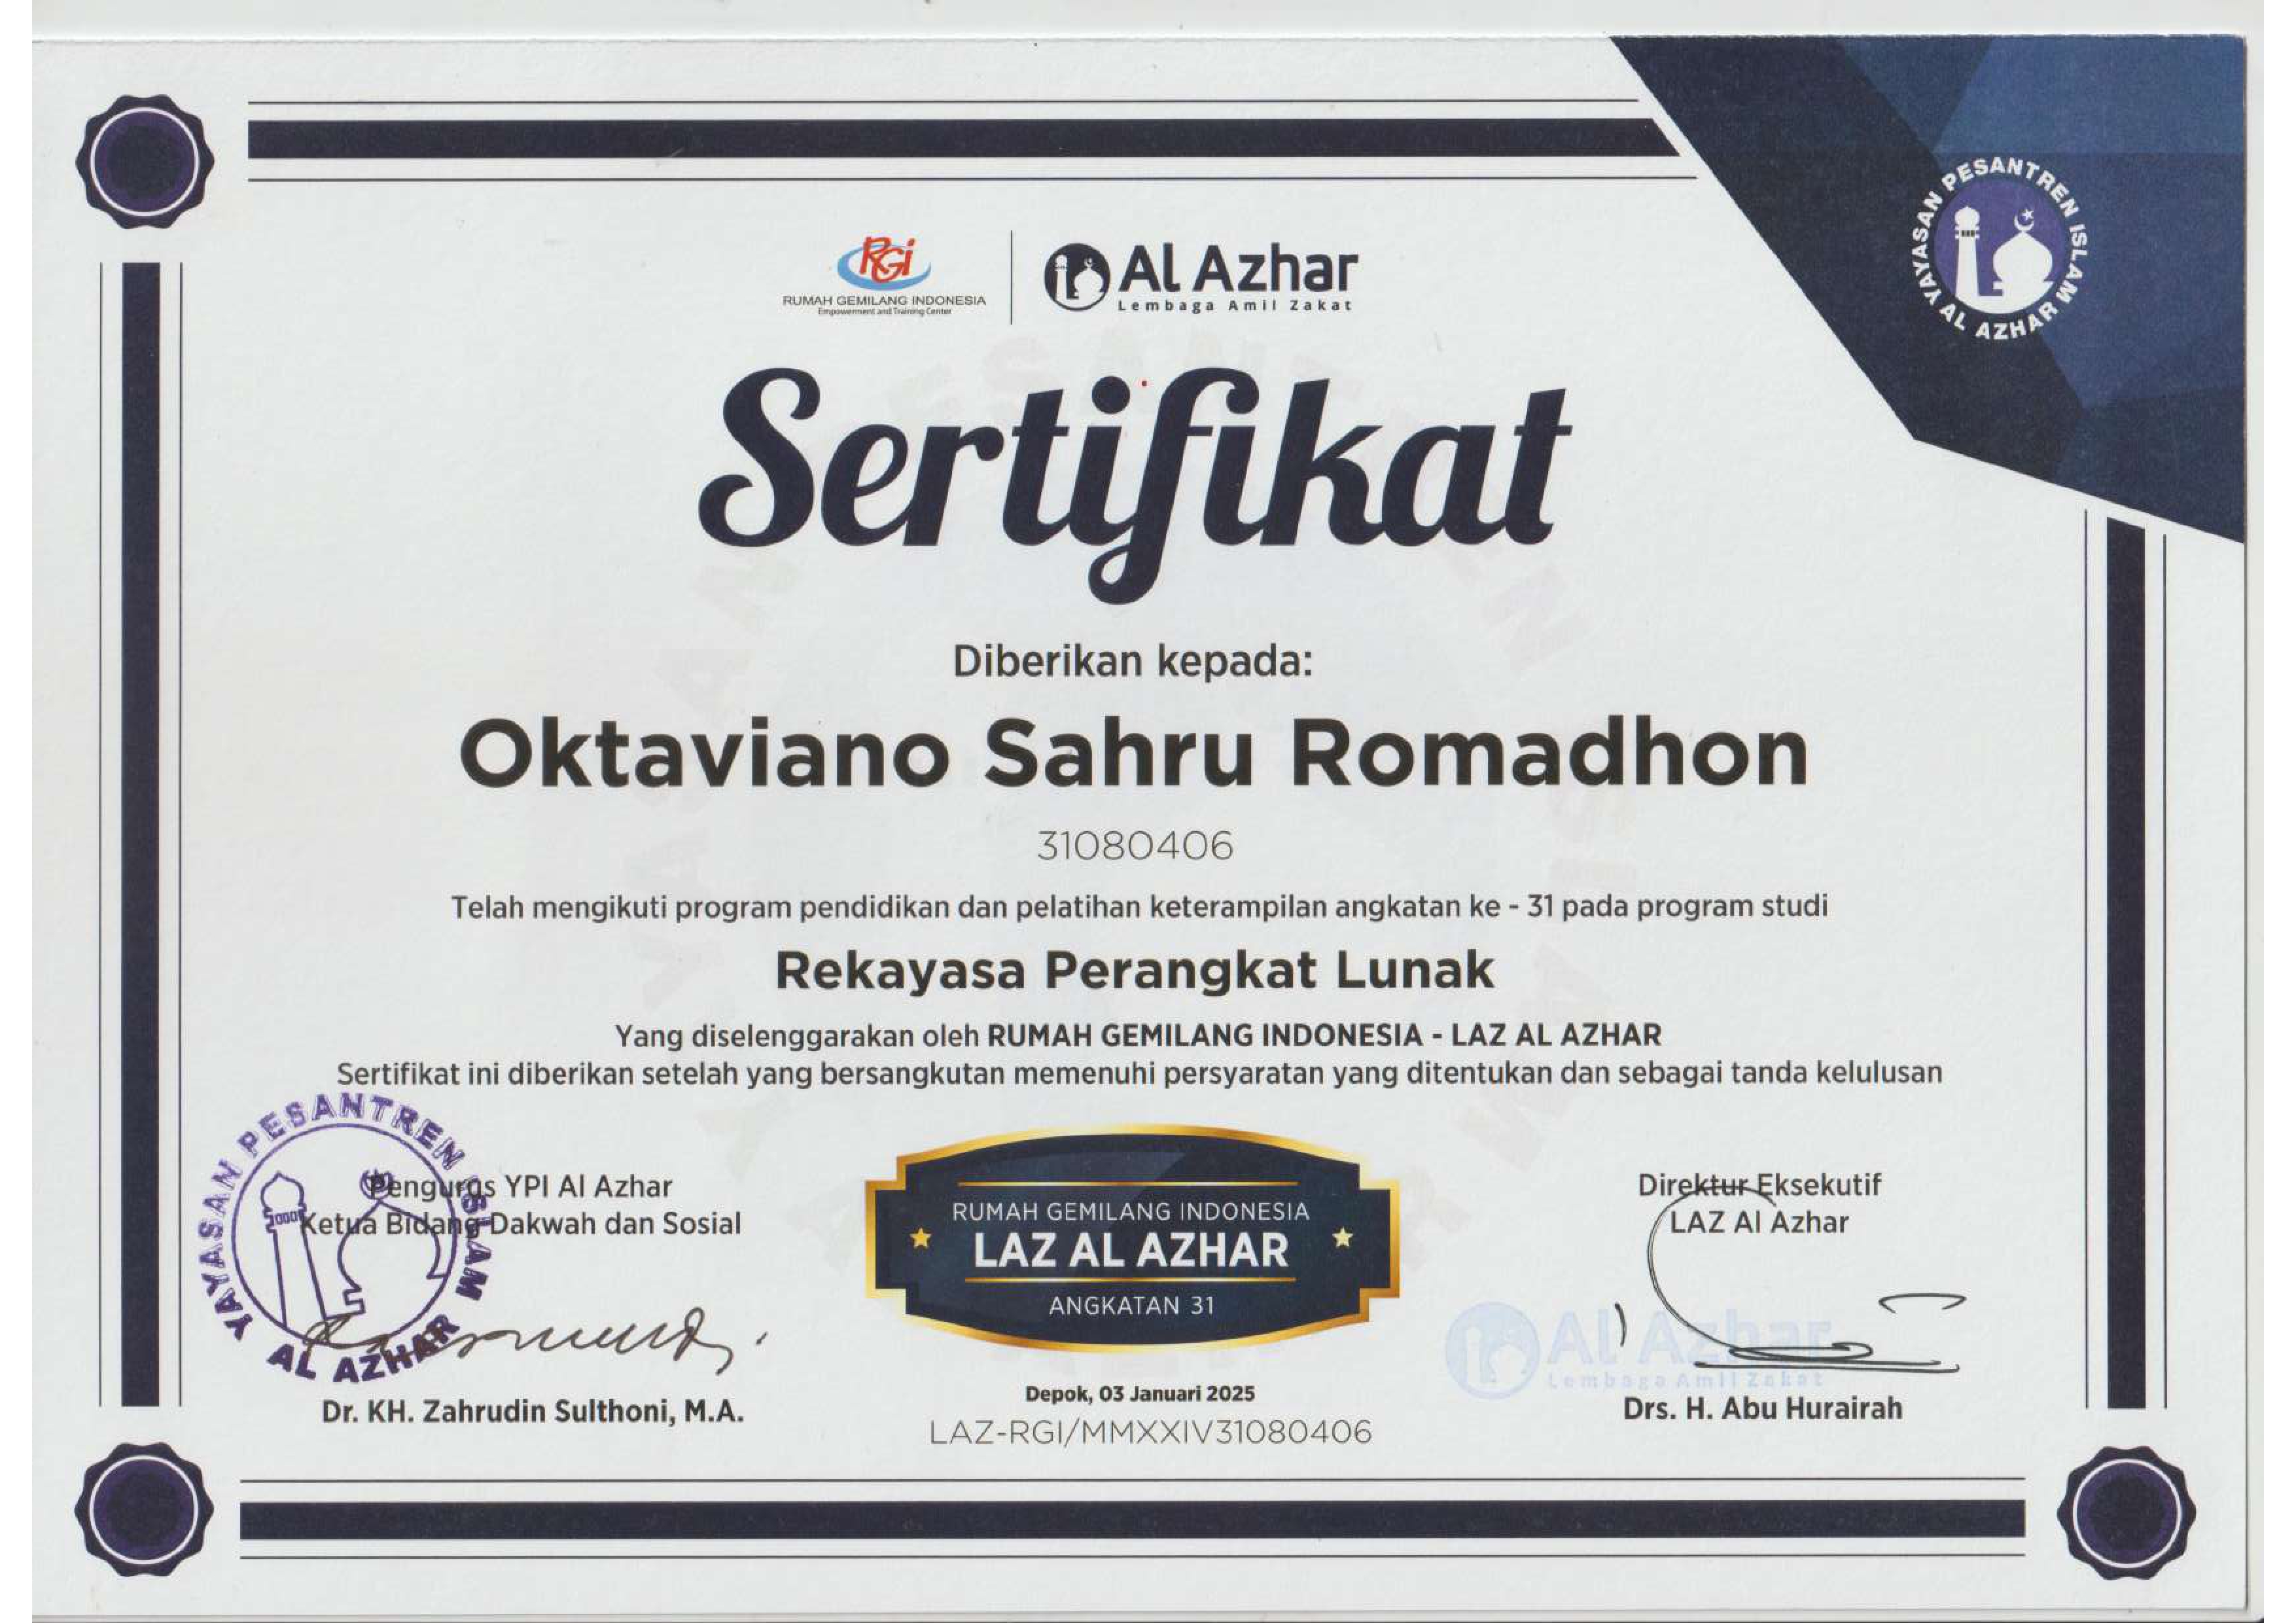 YAYASAN PESANTREN ISLAM AL AZHAR
RGI
RUMAH GEMILANG INDONESIA
Empowerment and Training Center
Al Azhar
Lembaga Amil Zakat
Sertifikat
Diberikan kepada:
Oktaviano Sahru Romadhon
31080406
Telah mengikuti program pendidikan dan pelatihan keterampilan angkatan ke - 31 pada program studi
Rekayasa Perangkat Lunak
Yang diselenggarakan oleh RUMAH GEMILANG INDONESIA - LAZ AL AZHAR
Sertifikat ini diberikan setelah yang bersangkutan memenuhi persyaratan yang ditentukan dan sebagai tanda kelulusan
YAYASAN PESANTREN ISLAM AL AZHAR
Pengurus YPI Al Azhar
Ketua Bidang Dakwah dan Sosial
Dr. KH. Zahrudin Sulthoni, M.A.
RUMAH GEMILANG INDONESIA
LAZ AL AZHAR
ANGKATAN 31
Depok, 03 Januari 2025
LAZ-RGI/MMXXIV31080406
Direktur Eksekutif
LAZ Al Azhar
Al Azhar
Lembaga Amil Zakat
Drs. H. Abu Hurairah